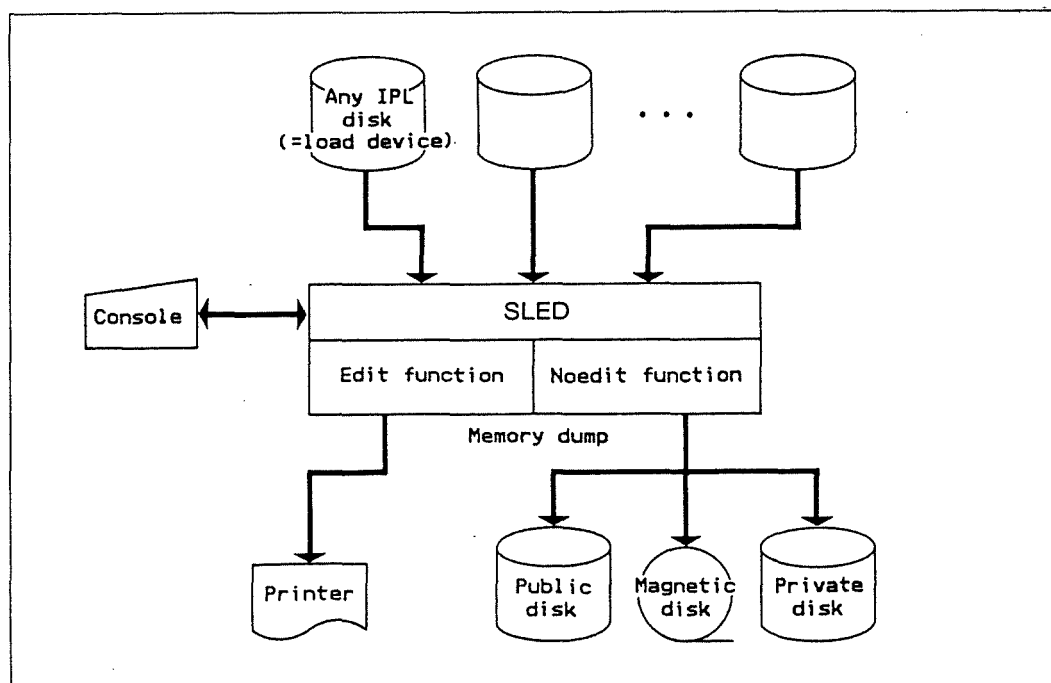 Any IPL
disk
(=load device)
. . .
Console
SLED
Edit function
Noedit function
Memory dump
Printer
Public
disk
Magnetic
disk
Private
disk